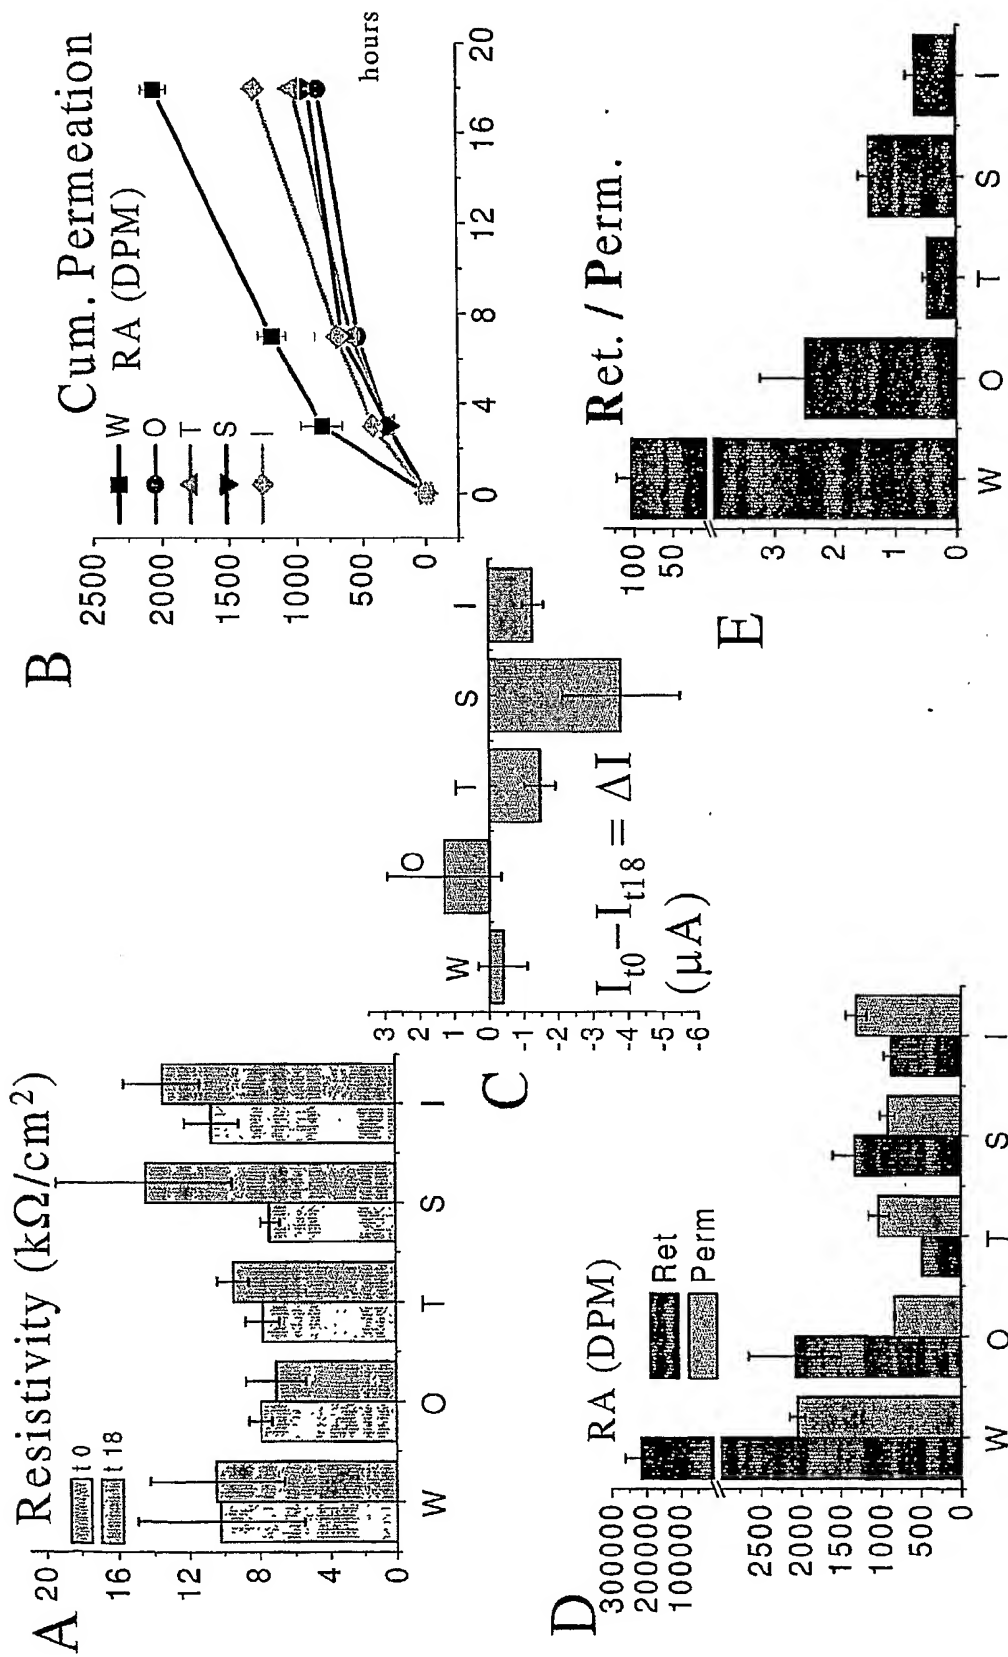 A
Resistivity (kΩ/cm²)
t 0
t 18
20
16
12
8
4
0
W O T S I
B
Cum. Permeation
RA (DPM)
W
O
T
S
I
2500
2000
1500
1000
500
0
0 4 8 12 16 20
hours
C
3
2
1
0
-1
-2
-3
-4
-5
-6
W O T S I
I_t0 – I_t18 = ΔI
(μA)
D
RA (DPM)
Ret
Perm
300000
200000
100000
2500
2000
1500
1000
500
0
W O T S I
E
Ret. / Perm.
100
50
3
2
1
0
W O T S I